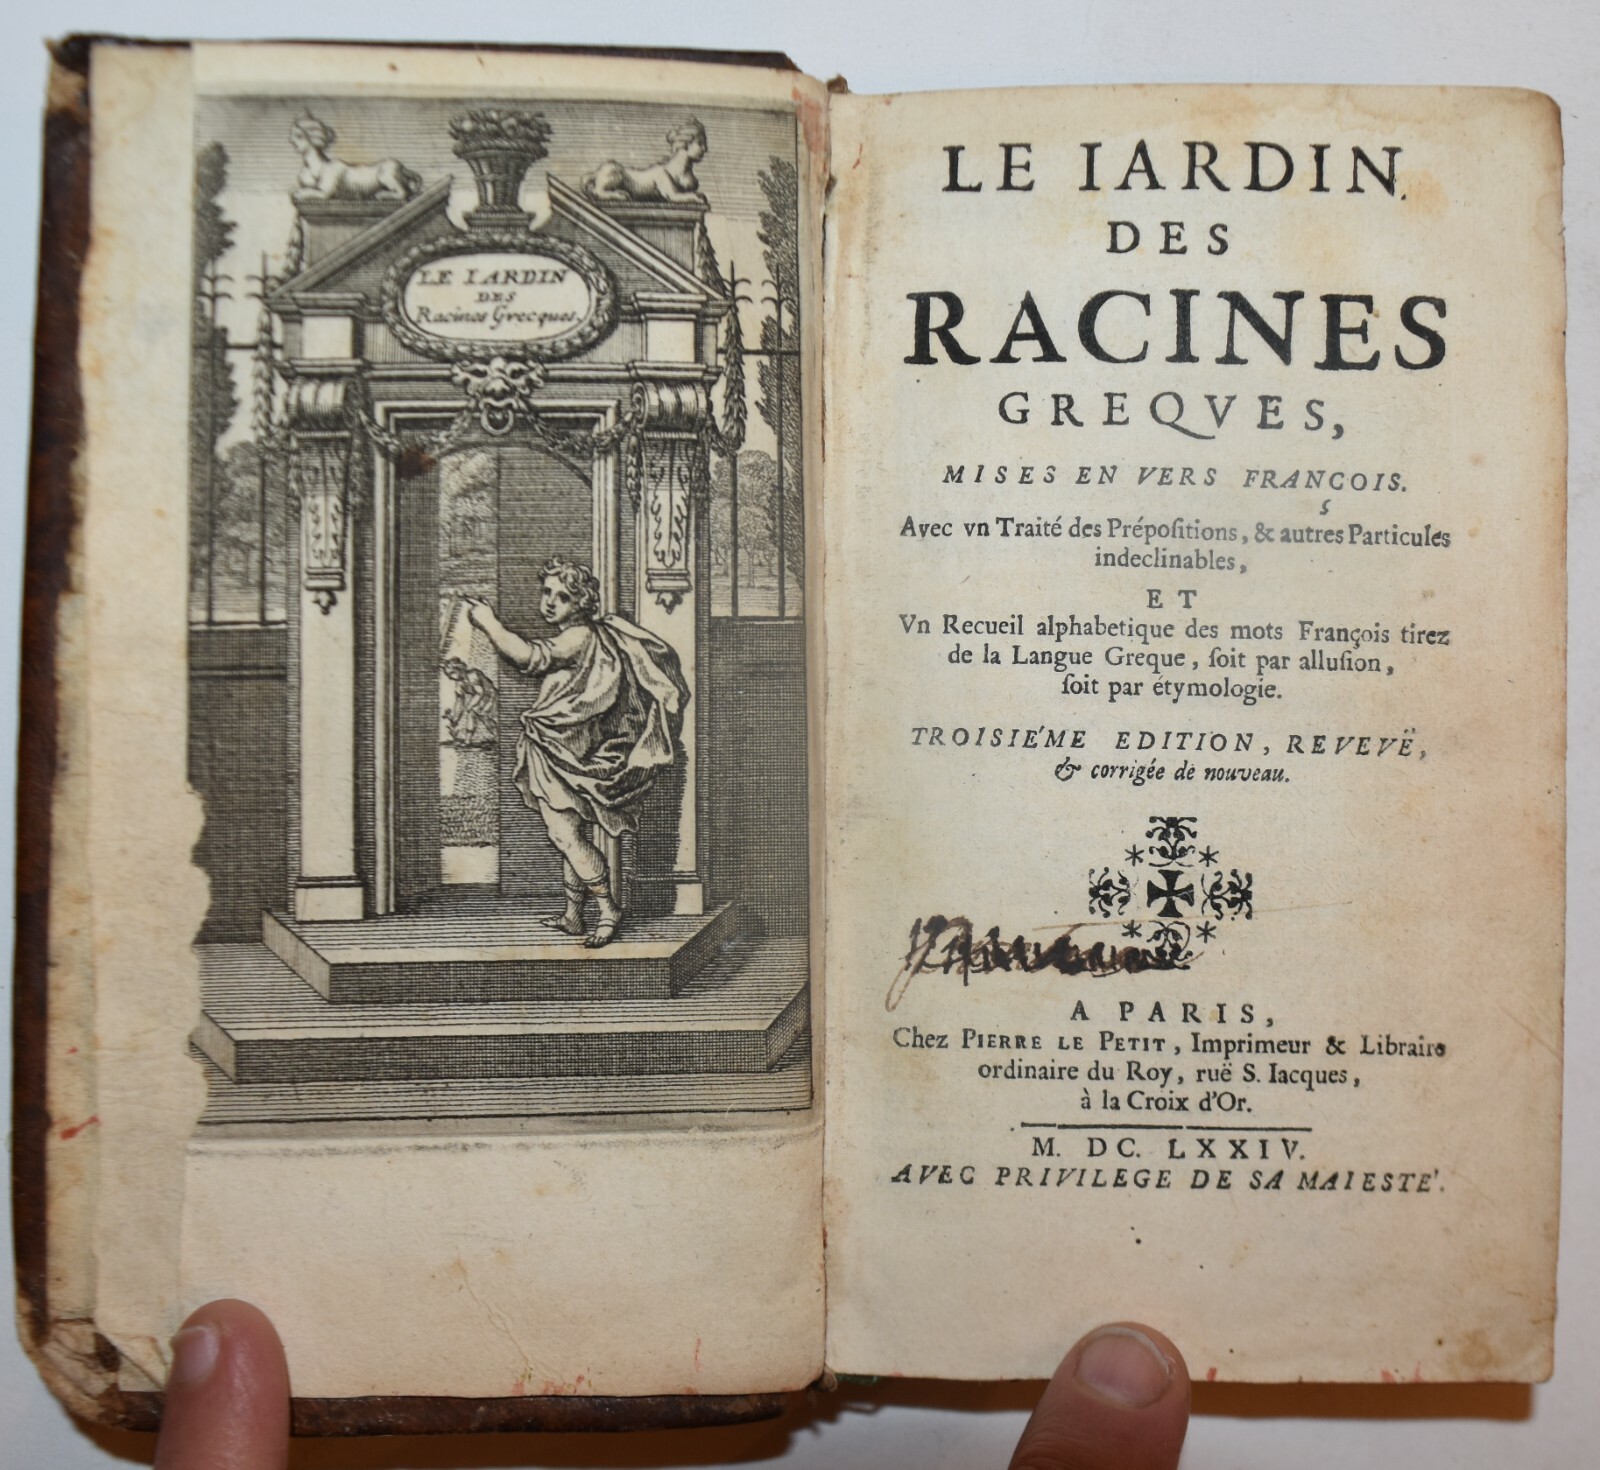 LE IARDIN
DES
Racines Grecques.
LE IARDIN
DES
RACINES
GREQVES,
MISES EN VERS FRANCOIS.
Avec vn Traité des Prépoſitions, & autres Particules
indeclinables,
ET
Vn Recueil alphabetique des mots François tirez
de la Langue Greque, ſoit par alluſion,
ſoit par étymologie.
TROISIÉME EDITION, REVEVË,
& corrigée de nouveau.
A PARIS,
Chez PIERRE LE PETIT, Imprimeur & Libraire
ordinaire du Roy, ruë S. Iacques,
à la Croix d'Or.
M. DC. LXXIV.
AVEC PRIVILEGE DE SA MAIESTE'.